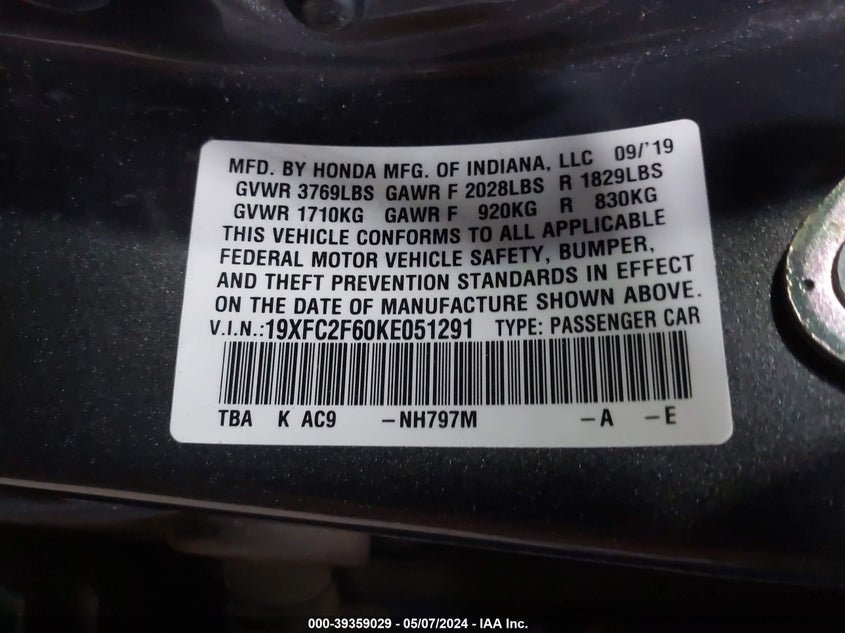 MFD. BY HONDA MFG. OF INDIANA, LLC 09/'19
GVWR 3769LBS GAWR F 2028LBS R 1829LBS
GVWR 1710KG GAWR F 920KG R 830KG
THIS VEHICLE CONFORMS TO ALL APPLICABLE
FEDERAL MOTOR VEHICLE SAFETY, BUMPER,
AND THEFT PREVENTION STANDARDS IN EFFECT
ON THE DATE OF MANUFACTURE SHOWN ABOVE.
V.I.N.:19XFC2F60KE051291 TYPE: PASSENGER CAR
TBA K AC9 -NH797M -A -E
000-39359029 - 05/07/2024 - IAA Inc.